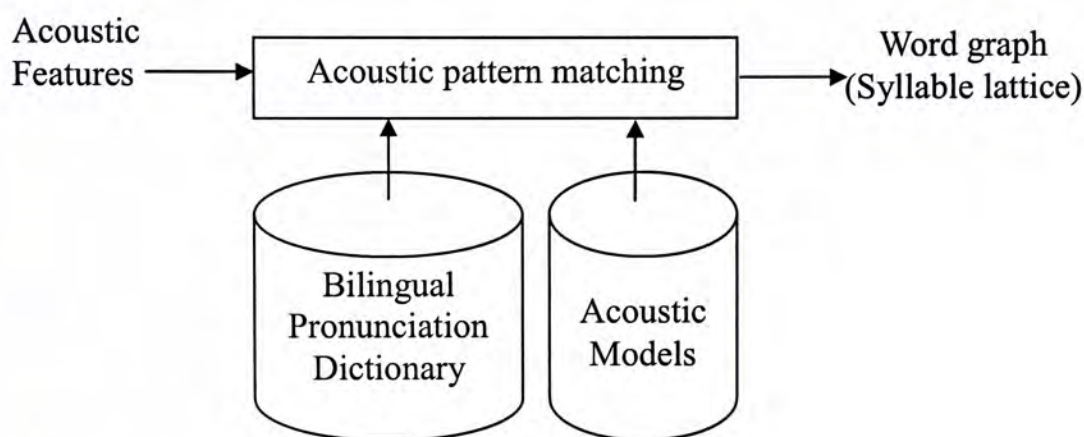 Acoustic
Features
Acoustic pattern matching
Word graph
(Syllable lattice)
Bilingual
Pronunciation
Dictionary
Acoustic
Models